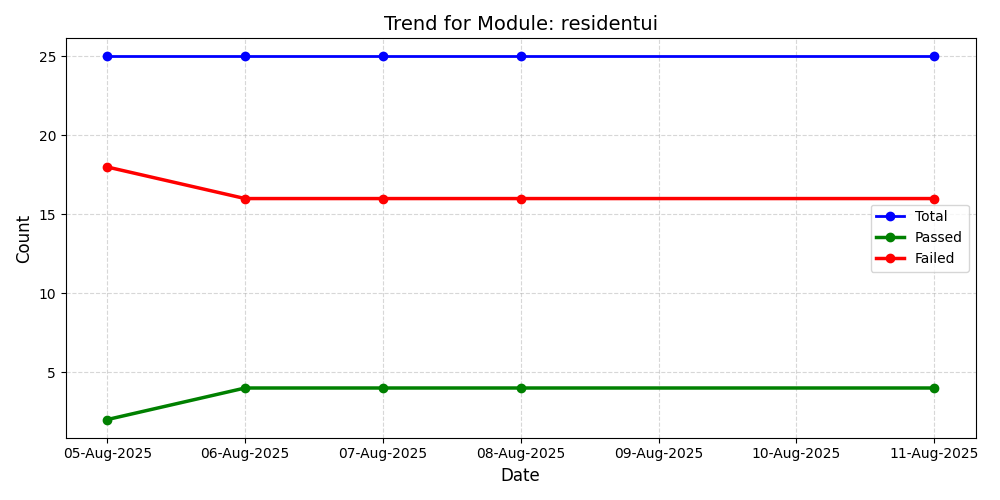 Trend for Module: residentui
25
20
15
10
5
Count
Total
Passed
Failed
05-Aug-2025 06-Aug-2025 07-Aug-2025 08-Aug-2025 09-Aug-2025 10-Aug-2025 11-Aug-2025
Date